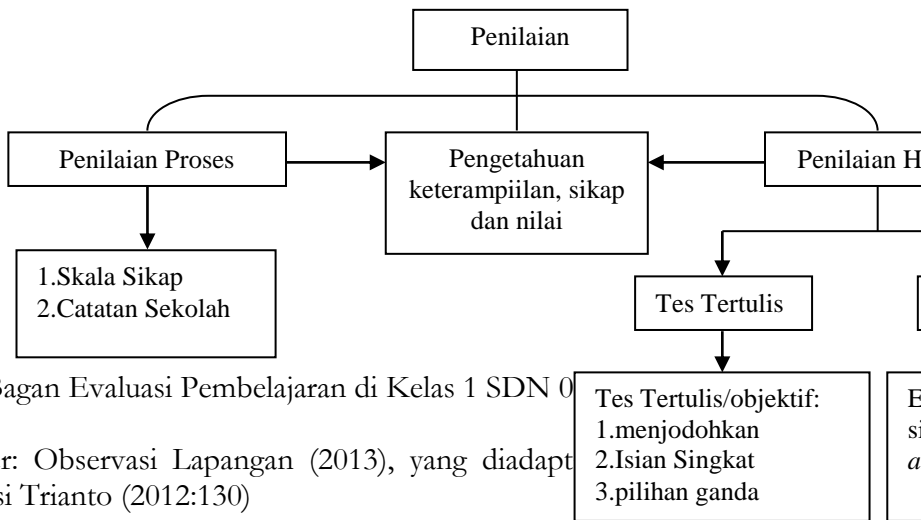 Penilaian
Penilaian Proses
Pengetahuan
keterampiilan, sikap
dan nilai
Penilaian H
1.Skala Sikap
2.Catatan Sekolah
Tes Tertulis
Bagan Evaluasi Pembelajaran di Kelas 1 SDN 0
r: Observasi Lapangan (2013), yang diadapt
si Trianto (2012:130)
Tes Tertulis/objektif:
1.menjodohkan
2.Isian Singkat
3.pilihan ganda
E
si
a